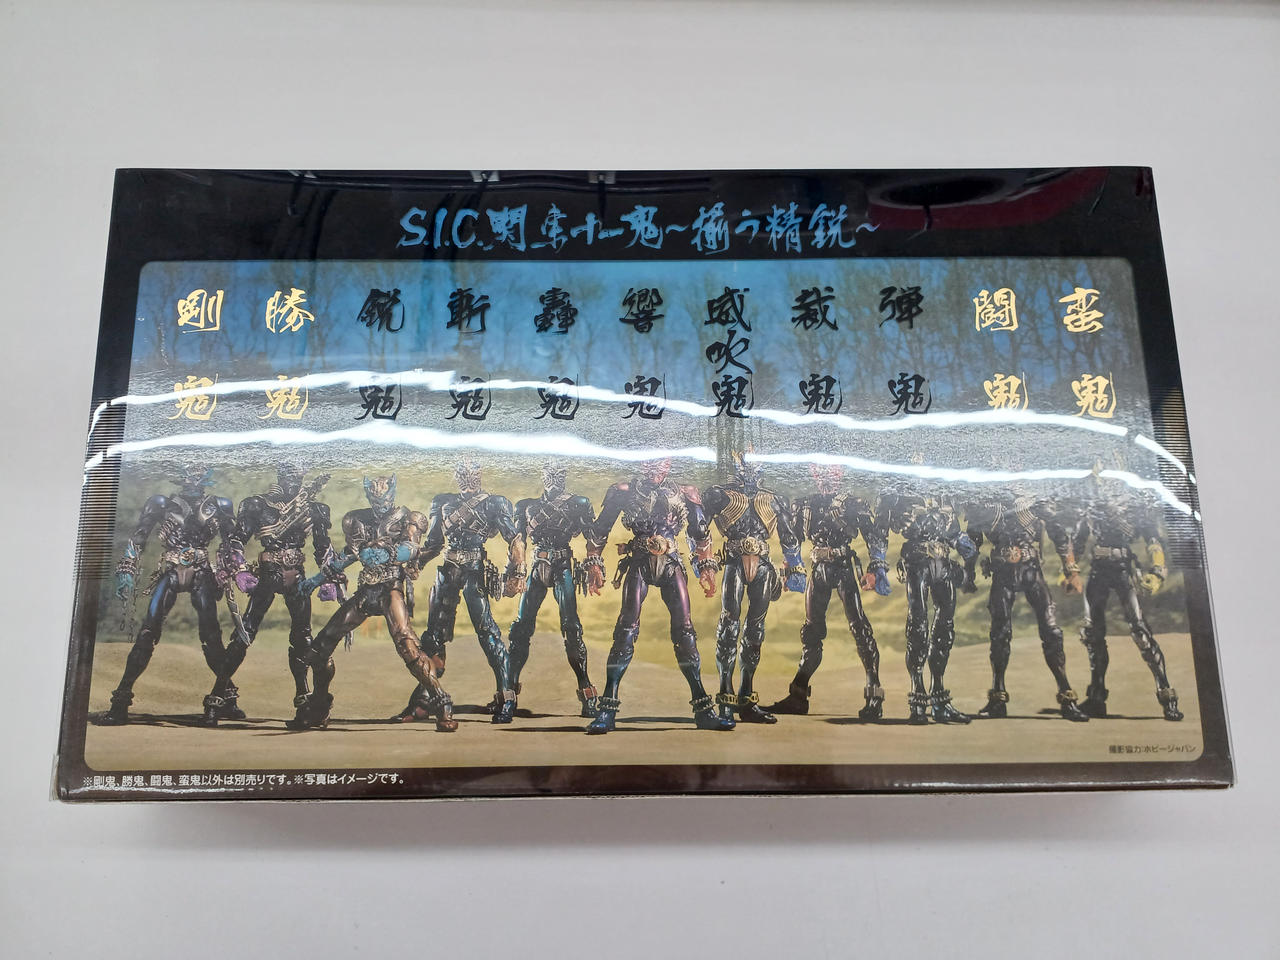 S.I.C. 関東十一鬼～揃う精鋭～
剛鬼 勝鬼 鋭鬼 斬鬼 轟鬼 響鬼 威吹鬼 裁鬼 弾鬼 闘鬼 蛮鬼
撮影協力:ホビージャパン
※剛鬼、勝鬼、闘鬼、蛮鬼以外は別売りです。※写真はイメージです。